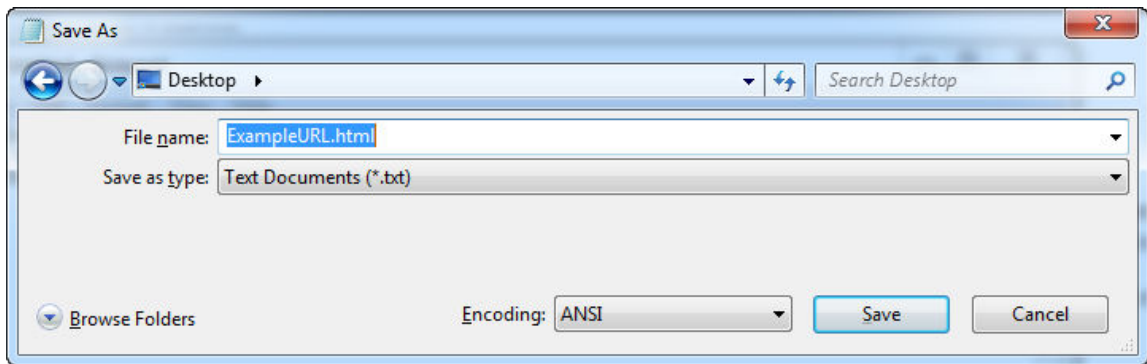 Save As
Desktop
Search Desktop
File name: ExampleURL.html
Save as type: Text Documents (*.txt)
Browse Folders Encoding: ANSI Save Cancel